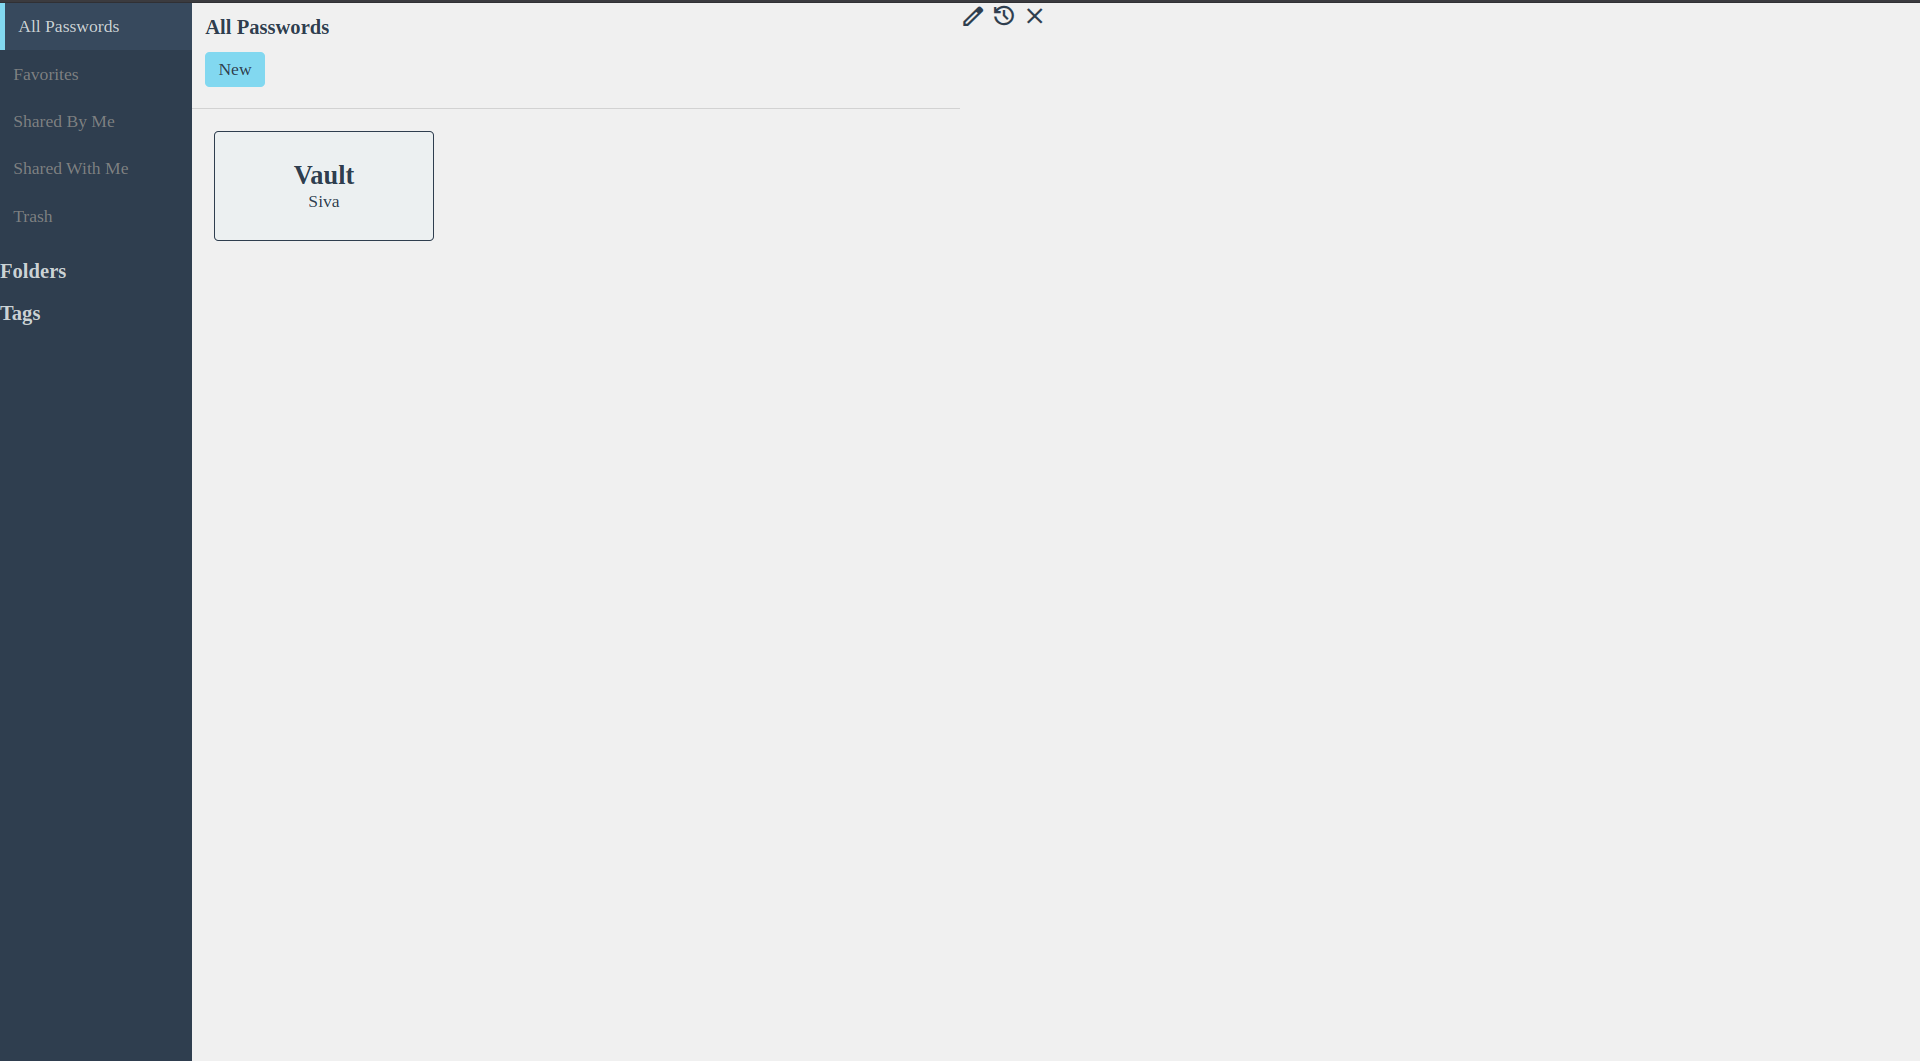 All Passwords
Favorites
Shared By Me
Shared With Me
Trash
Folders
Tags
All Passwords
New
Vault
Siva